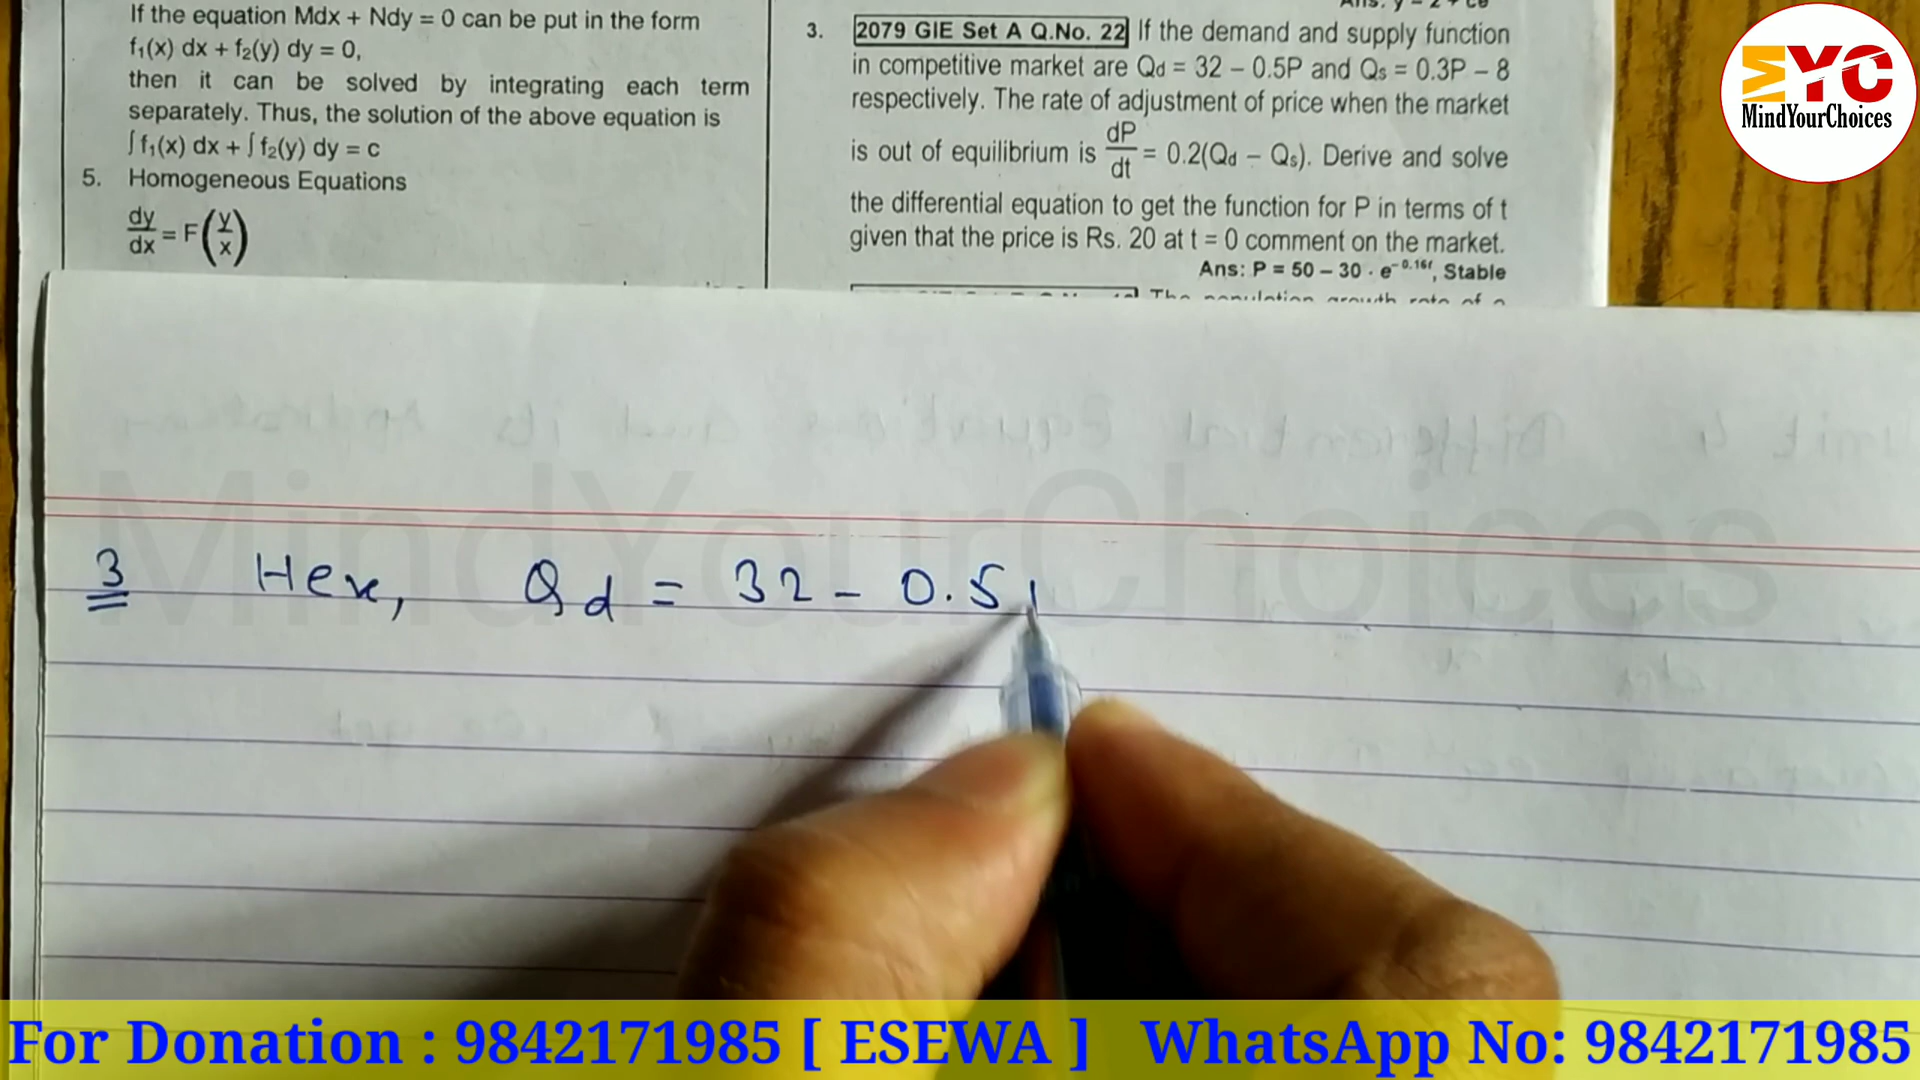 If the equation Mdx + Ndy = 0 can be put in the form
f₁(x) dx + f₂(y) dy = 0,
then it can be solved by integrating each term
separately. Thus, the solution of the above equation is
∫ f₁(x) dx + ∫ f₂(y) dy = c
5. Homogeneous Equations
dy/dx = F(y/x)
3. 2079 GIE Set A Q.No. 22 If the demand and supply function
in competitive market are Qd = 32 – 0.5P and Qs = 0.3P – 8
respectively. The rate of adjustment of price when the market
is out of equilibrium is dP/dt = 0.2(Qd – Qs). Derive and solve
the differential equation to get the function for P in terms of t
given that the price is Rs. 20 at t = 0 comment on the market.
Ans: P = 50 – 30 · e^–0.16t, Stable
The population growth rate of a
MYC
MindYourChoices
MindYourChoices
3 Here, Qd = 32 - 0.5
For Donation : 9842171985 [ ESEWA ] WhatsApp No: 9842171985